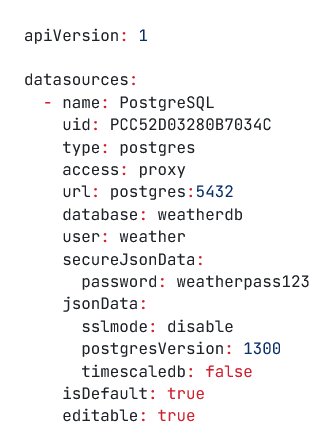 apiVersion: 1

datasources:
  - name: PostgreSQL
    uid: PCC52D03280B7034C
    type: postgres
    access: proxy
    url: postgres:5432
    database: weatherdb
    user: weather
    secureJsonData:
      password: weatherpass123
    jsonData:
      sslmode: disable
      postgresVersion: 1300
      timescaledb: false
    isDefault: true
    editable: true